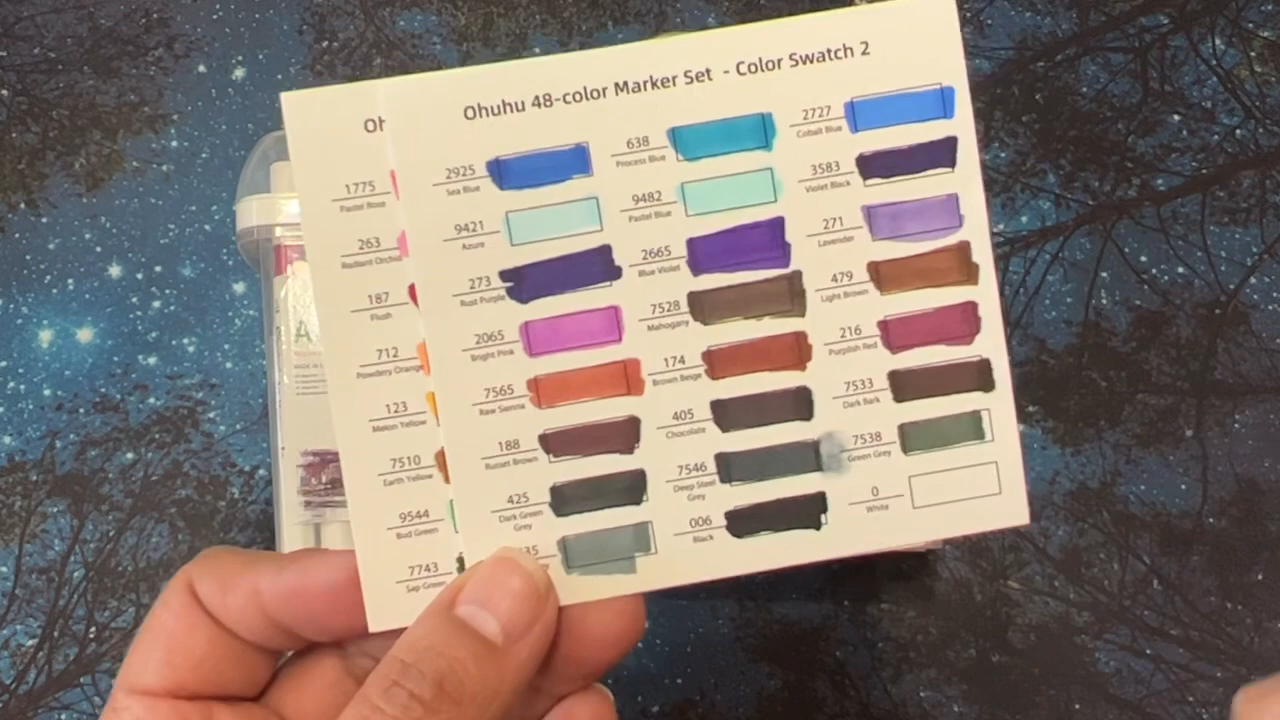 Ohuhu 48-color Marker Set - Color Swatch 2
2925
Sea Blue
638
Process Blue
2727
Cobalt Blue
9421
Azure
9482
Pastel Blue
3583
Violet Black
273
Rust Purple
2665
Blue Violet
271
Lavender
2065
Bright Pink
7528
Mahogany
479
Light Brown
7565
Raw Sienna
174
Brown Beige
216
Purplish Red
188
Russet Brown
405
Chocolate
7533
Dark Bark
425
Dark Green
Grey
7546
Deep Steel
Grey
7538
Green Grey
35
006
Black
0
White
Oh
1775
Pastel Rose
263
Radiant Orchid
187
Flush
712
Powdery Orange
123
Melon Yellow
7510
Earth Yellow
9544
Bud Green
7743
Sap Green